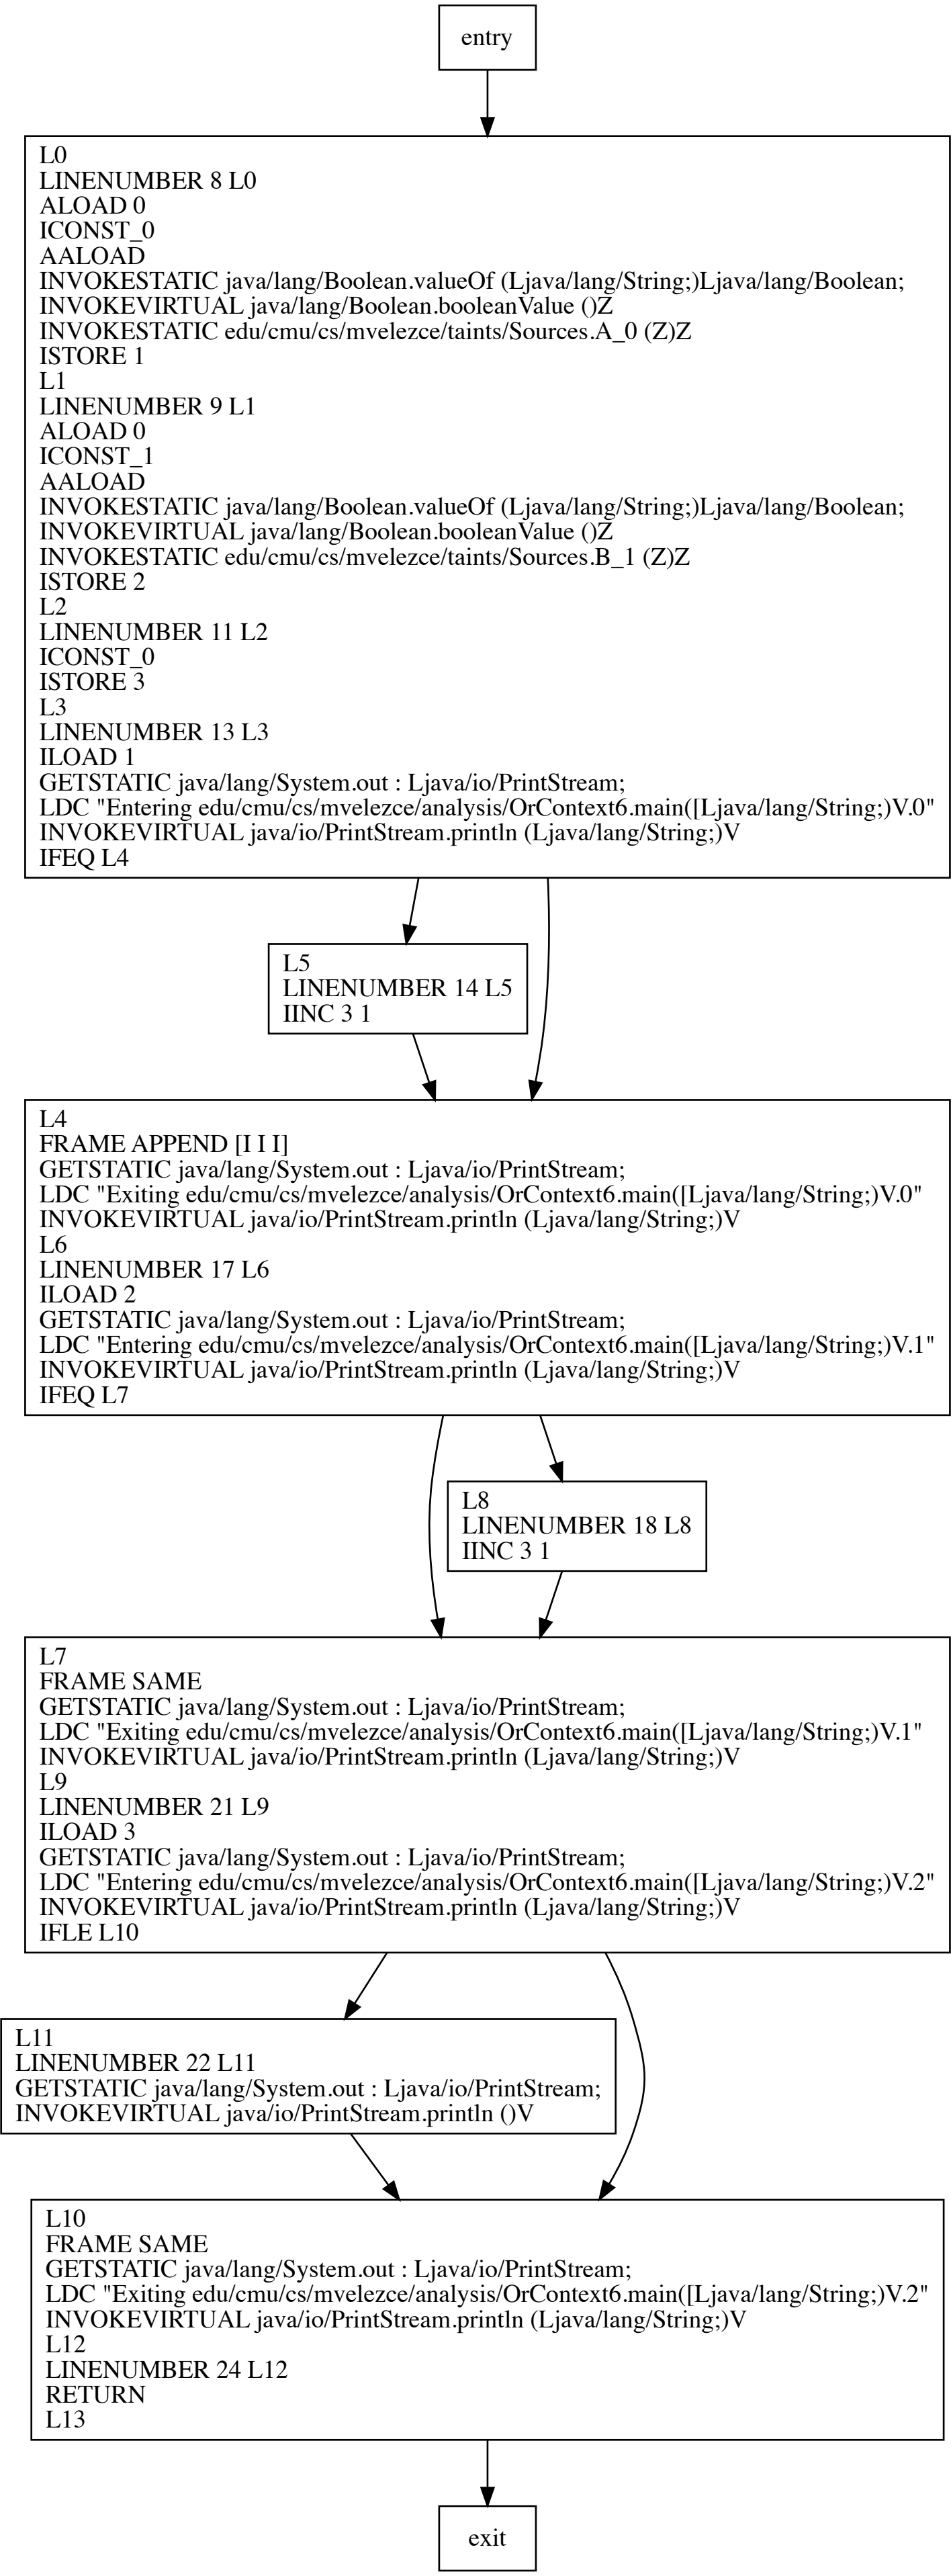 entry
L0
LINENUMBER 8 L0
ALOAD 0
ICONST_0
AALOAD
INVOKESTATIC java/lang/Boolean.valueOf (Ljava/lang/String;)Ljava/lang/Boolean;
INVOKEVIRTUAL java/lang/Boolean.booleanValue ()Z
INVOKESTATIC edu/cmu/cs/mvelezce/taints/Sources.A_0 (Z)Z
ISTORE 1
L1
LINENUMBER 9 L1
ALOAD 0
ICONST_1
AALOAD
INVOKESTATIC java/lang/Boolean.valueOf (Ljava/lang/String;)Ljava/lang/Boolean;
INVOKEVIRTUAL java/lang/Boolean.booleanValue ()Z
INVOKESTATIC edu/cmu/cs/mvelezce/taints/Sources.B_1 (Z)Z
ISTORE 2
L2
LINENUMBER 11 L2
ICONST_0
ISTORE 3
L3
LINENUMBER 13 L3
ILOAD 1
GETSTATIC java/lang/System.out : Ljava/io/PrintStream;
LDC "Entering edu/cmu/cs/mvelezce/analysis/OrContext6.main([Ljava/lang/String;)V.0"
INVOKEVIRTUAL java/io/PrintStream.println (Ljava/lang/String;)V
IFEQ L4
L5
LINENUMBER 14 L5
IINC 3 1
L4
FRAME APPEND [I I I]
GETSTATIC java/lang/System.out : Ljava/io/PrintStream;
LDC "Exiting edu/cmu/cs/mvelezce/analysis/OrContext6.main([Ljava/lang/String;)V.0"
INVOKEVIRTUAL java/io/PrintStream.println (Ljava/lang/String;)V
L6
LINENUMBER 17 L6
ILOAD 2
GETSTATIC java/lang/System.out : Ljava/io/PrintStream;
LDC "Entering edu/cmu/cs/mvelezce/analysis/OrContext6.main([Ljava/lang/String;)V.1"
INVOKEVIRTUAL java/io/PrintStream.println (Ljava/lang/String;)V
IFEQ L7
L8
LINENUMBER 18 L8
IINC 3 1
L7
FRAME SAME
GETSTATIC java/lang/System.out : Ljava/io/PrintStream;
LDC "Exiting edu/cmu/cs/mvelezce/analysis/OrContext6.main([Ljava/lang/String;)V.1"
INVOKEVIRTUAL java/io/PrintStream.println (Ljava/lang/String;)V
L9
LINENUMBER 21 L9
ILOAD 3
GETSTATIC java/lang/System.out : Ljava/io/PrintStream;
LDC "Entering edu/cmu/cs/mvelezce/analysis/OrContext6.main([Ljava/lang/String;)V.2"
INVOKEVIRTUAL java/io/PrintStream.println (Ljava/lang/String;)V
IFLE L10
L11
LINENUMBER 22 L11
GETSTATIC java/lang/System.out : Ljava/io/PrintStream;
INVOKEVIRTUAL java/io/PrintStream.println ()V
L10
FRAME SAME
GETSTATIC java/lang/System.out : Ljava/io/PrintStream;
LDC "Exiting edu/cmu/cs/mvelezce/analysis/OrContext6.main([Ljava/lang/String;)V.2"
INVOKEVIRTUAL java/io/PrintStream.println (Ljava/lang/String;)V
L12
LINENUMBER 24 L12
RETURN
L13
exit